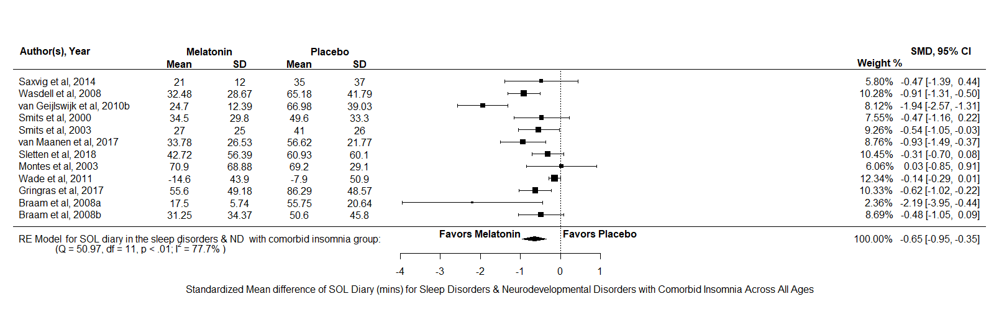 Author(s), Year Melatonin Placebo SMD, 95% CI
Mean SD Mean SD Weight %
Saxvig et al, 2014 21 12 35 37 5.80% -0.47 [-1.39, 0.44]
Wasdell et al, 2008 32.48 28.67 65.18 41.79 10.28% -0.91 [-1.31, -0.50]
van Geijlswijk et al, 2010b 24.7 12.39 66.98 39.03 8.12% -1.94 [-2.57, -1.31]
Smits et al, 2000 34.5 29.8 49.6 33.3 7.55% -0.47 [-1.16, 0.22]
Smits et al, 2003 27 25 41 26 9.26% -0.54 [-1.05, -0.03]
van Maanen et al, 2017 33.78 26.53 56.62 21.77 8.76% -0.93 [-1.49, -0.37]
Sletten et al, 2018 42.72 56.39 60.93 60.1 10.45% -0.31 [-0.70, 0.08]
Montes et al, 2003 70.9 68.88 69.2 29.1 6.06% 0.03 [-0.85, 0.91]
Wade et al, 2011 -14.6 43.9 -7.9 50.9 12.34% -0.14 [-0.29, 0.01]
Gringras et al, 2017 55.6 49.18 86.29 48.57 10.33% -0.62 [-1.02, -0.22]
Braam et al, 2008a 17.5 5.74 55.75 20.64 2.36% -2.19 [-3.95, -0.44]
Braam et al, 2008b 31.25 34.37 50.6 45.8 8.69% -0.48 [-1.05, 0.09]
Favors Melatonin Favors Placebo
RE Model for SOL diary in the sleep disorders & ND with comorbid insomnia group: 100.00% -0.65 [-0.95, -0.35]
(Q = 50.97, df = 11, p < .01; I² = 77.7% )
-4 -3 -2 -1 0 1
Standardized Mean difference of SOL Diary (mins) for Sleep Disorders & Neurodevelopmental Disorders with Comorbid Insomnia Across All Ages